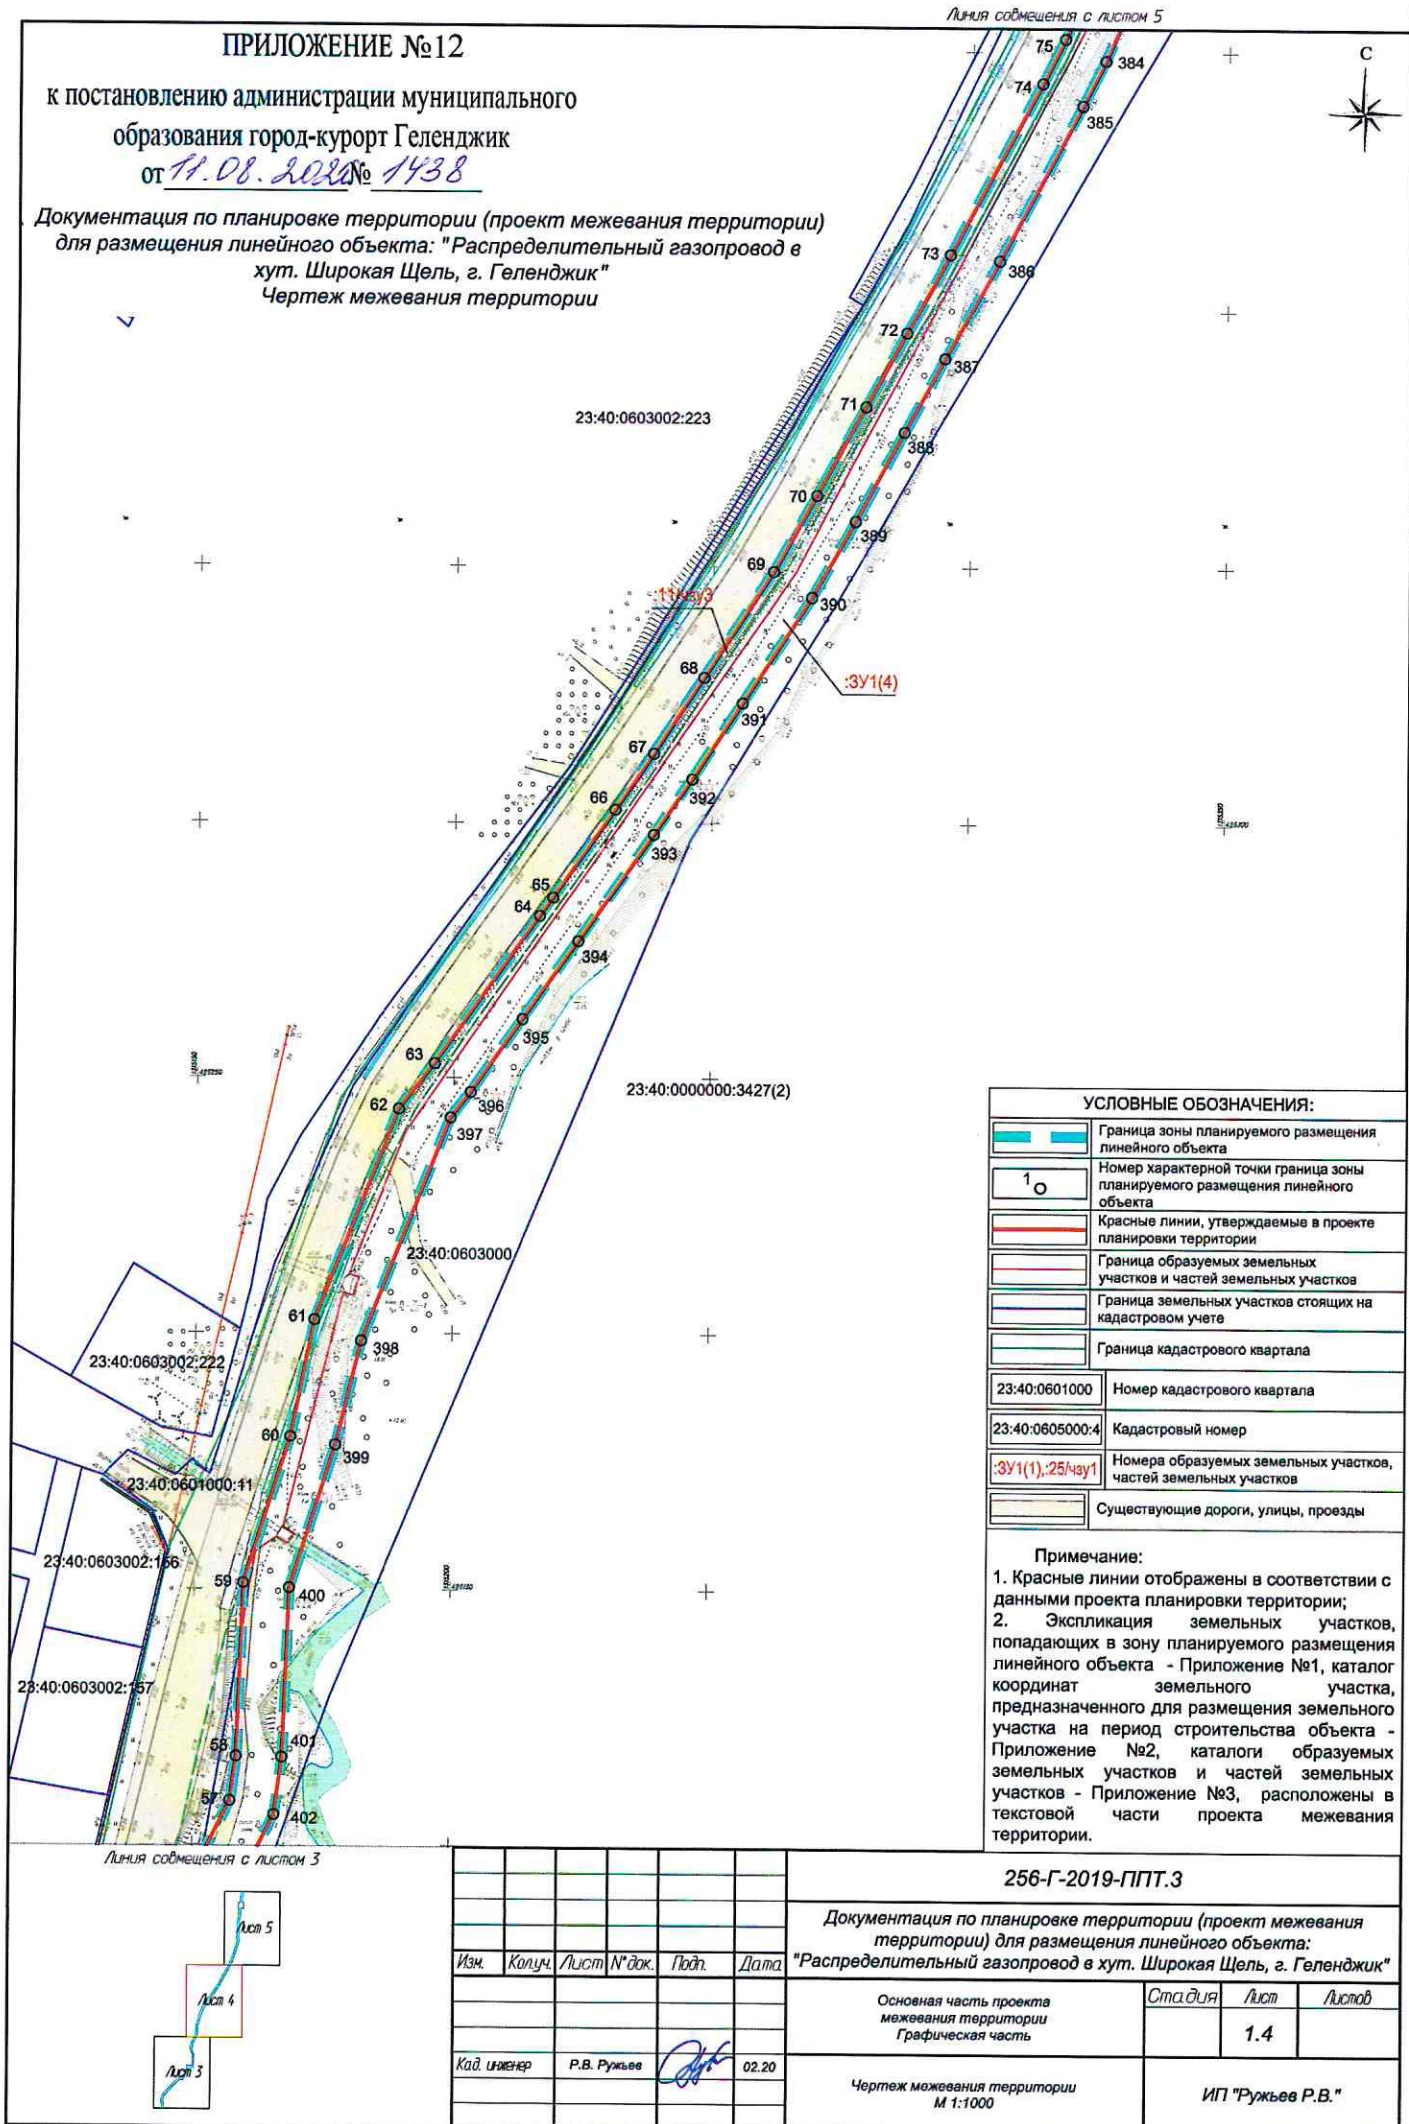 Линия совмещения с листом 5
ПРИЛОЖЕНИЕ №12
к постановлению администрации муниципального
образования город-курорт Геленджик
от 11.08.2022 № 1438
Документация по планировке территории (проект межевания территории)
для размещения линейного объекта: "Распределительный газопровод в
хут. Широкая Щель, г. Геленджик"
Чертеж межевания территории
С
75
384
74
385
73
386
72
387
23:40:0603002:223
71
388
70
389
69
:11/чзу3
390
68
:ЗУ1(4)
391
67
392
66
393
65
64
394
395
63
23:40:0000000:3427(2)
62
396
397
23:40:0603000
61
398
23:40:0603002:222
60
399
23:40:0601000:11
23:40:0603002:156
59
400
23:40:0603002:157
58
401
57
402
УСЛОВНЫЕ ОБОЗНАЧЕНИЯ:
Граница зоны планируемого размещения
линейного объекта
1
Номер характерной точки граница зоны
планируемого размещения линейного
объекта
Красные линии, утверждаемые в проекте
планировки территории
Граница образуемых земельных
участков и частей земельных участков
Граница земельных участков стоящих на
кадастровом учете
Граница кадастрового квартала
23:40:0601000 Номер кадастрового квартала
23:40:0605000:4 Кадастровый номер
:ЗУ1(1),:25/чзу1 Номера образуемых земельных участков,
частей земельных участков
Существующие дороги, улицы, проезды
Примечание:
1. Красные линии отображены в соответствии с
данными проекта планировки территории;
2. Экспликация земельных участков,
попадающих в зону планируемого размещения
линейного объекта - Приложение №1, каталог
координат земельного участка,
предназначенного для размещения земельного
участка на период строительства объекта -
Приложение №2, каталоги образуемых
земельных участков и частей земельных
участков - Приложение №3, расположены в
текстовой части проекта межевания
территории.
Линия совмещения с листом 3
Лист 5
Лист 4
Лист 3
256-Г-2019-ППТ.3
Документация по планировке территории (проект межевания
территории) для размещения линейного объекта:
"Распределительный газопровод в хут. Широкая Щель, г. Геленджик"
Изм. Кол.уч. Лист N°док. Подп. Дата
Основная часть проекта
межевания территории
Графическая часть
Стадия Лист Листов
1.4
Кад. инженер Р.В. Ружьев 02.20
Чертеж межевания территории
М 1:1000
ИП "Ружьев Р.В."